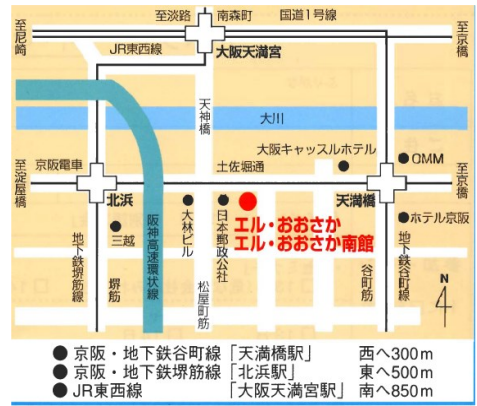 至淡路 南森町 国道1号線
至尼崎
JR東西線
大阪天満宮
至京橋
天神橋
大川
大阪キャッスルホテル
OMM
至淀屋橋
京阪電車
土佐堀通
至京橋
北浜
天満橋
エル・おおさか
エル・おおさか南館
ホテル京阪
三越
大林ビル
日本郵政公社
阪神高速環状線
地下鉄堺筋線
堺筋
松屋町筋
谷町筋
地下鉄谷町線
N
4
●京阪・地下鉄谷町線「天満橋駅」 西へ300m
●京阪・地下鉄堺筋線「北浜駅」 東へ500m
●JR東西線 「大阪天満宮駅」 南へ850m